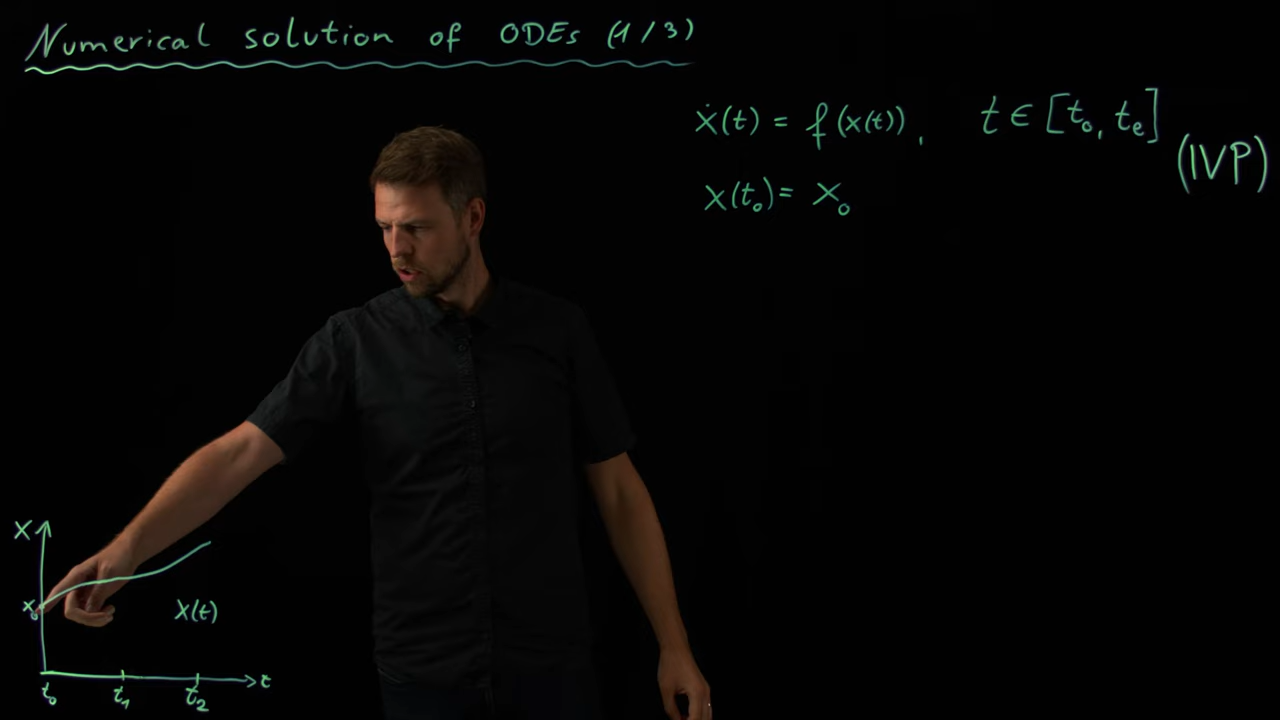 Numerical solution of ODEs (1/3)
ẋ(t) = f(x(t)), t ∈ [t₀, tₑ]
(IVP)
x(t₀) = x₀
x
x₀
x(t)
t₀ t₁ t₂ t